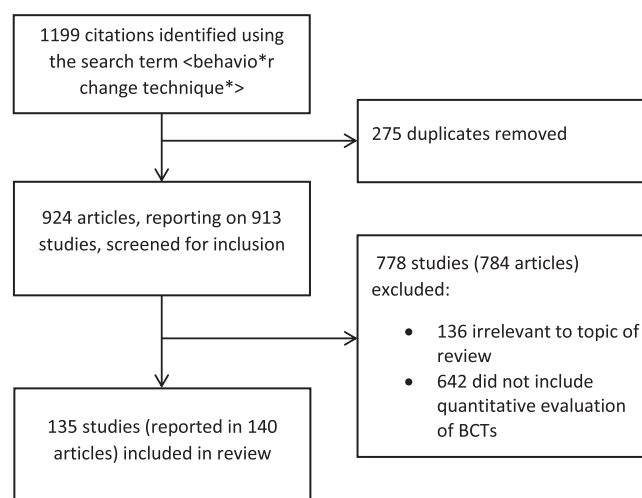 1199 citations identified using
the search term <behavio*r
change technique*>
275 duplicates removed
924 articles, reporting on 913
studies, screened for inclusion
778 studies (784 articles)
excluded:
• 136 irrelevant to topic of
review
• 642 did not include
quantitative evaluation
of BCTs
135 studies (reported in 140
articles) included in review